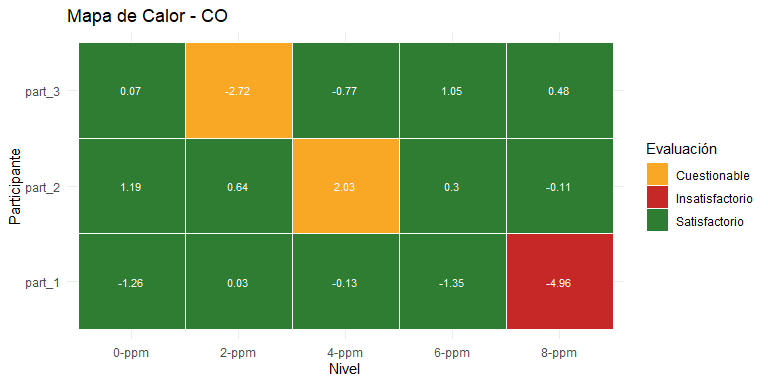 Mapa de Calor - CO
Participante
part_3
0.07
-2.72
-0.77
1.05
0.48
part_2
1.19
0.64
2.03
0.3
-0.11
part_1
-1.26
0.03
-0.13
-1.35
-4.96
0-ppm
2-ppm
4-ppm
6-ppm
8-ppm
Nivel
Evaluación
Cuestionable
Insatisfactorio
Satisfactorio